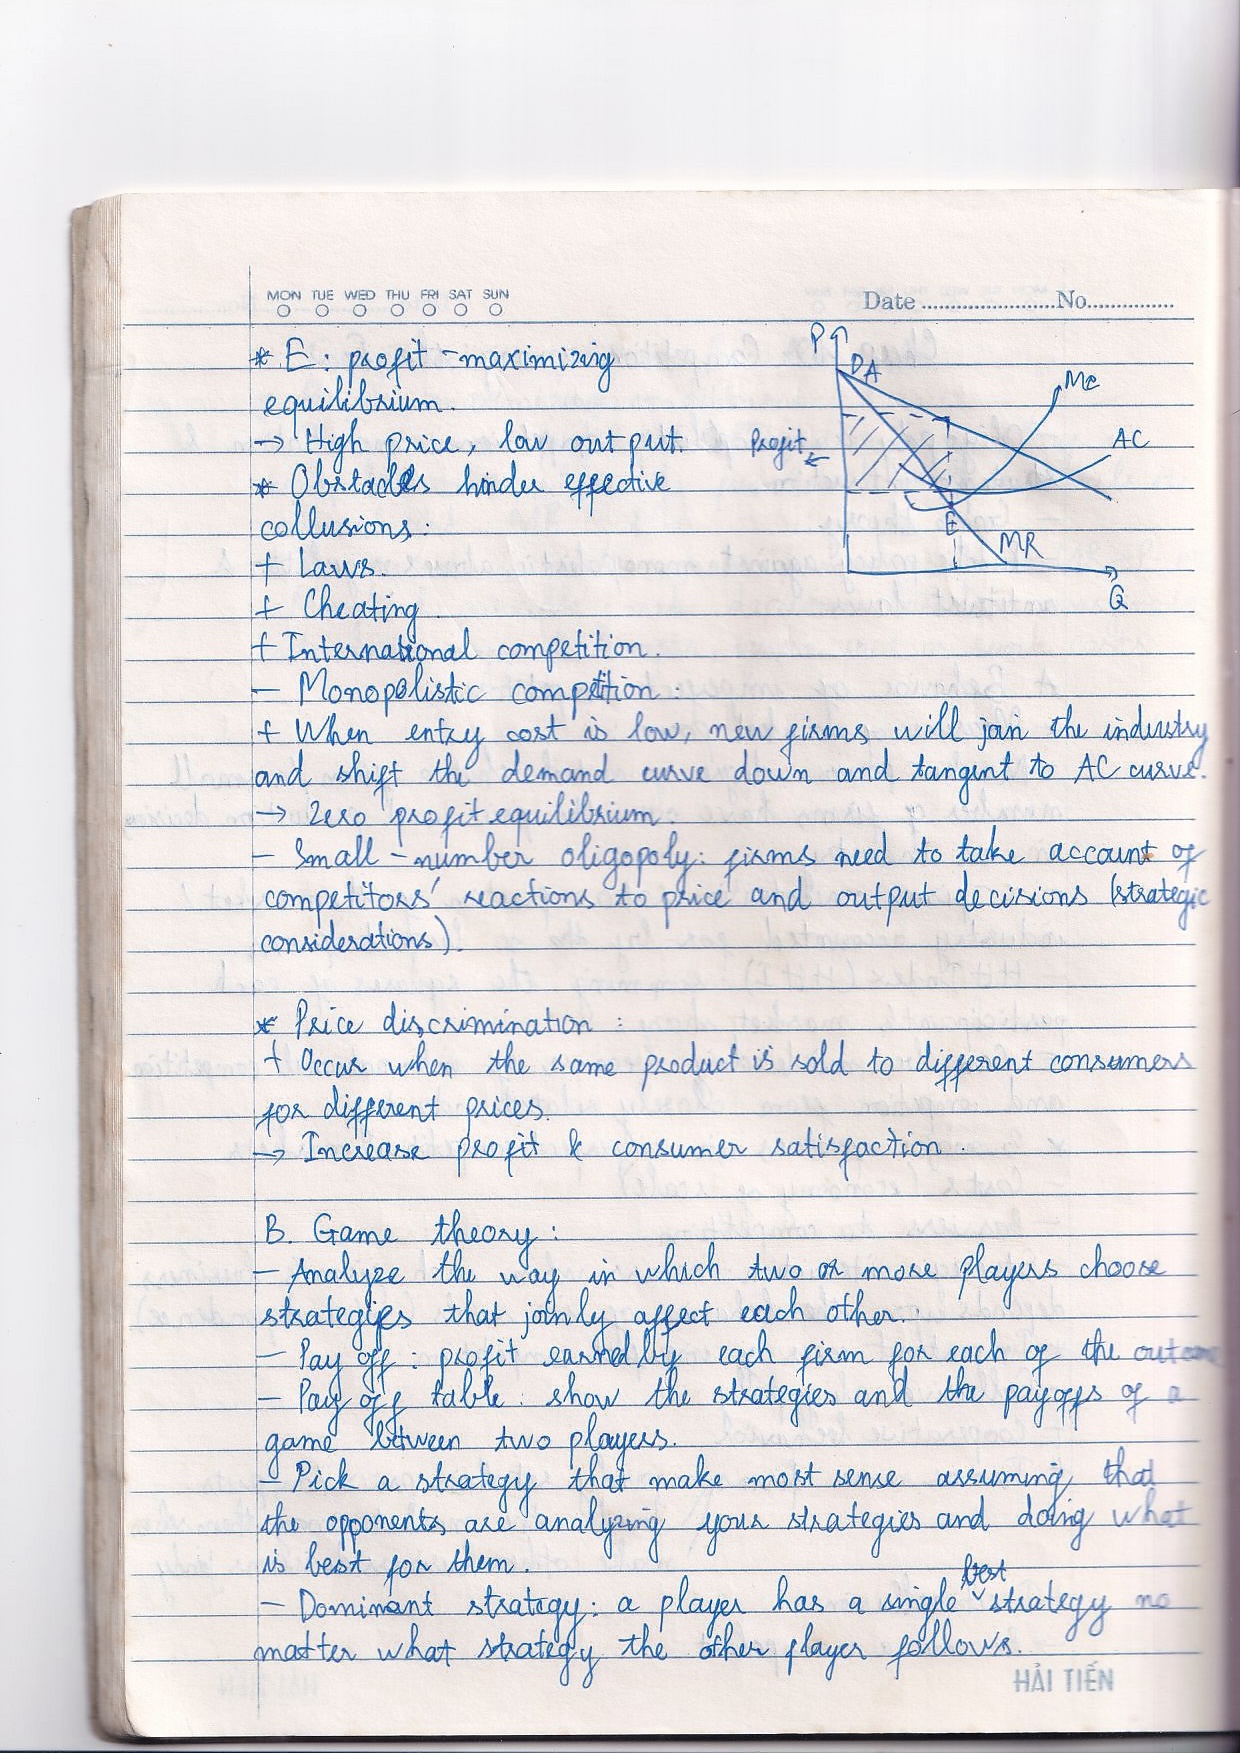 MON TUE WED THU FRI SAT SUN
Date ........................No...............
* E: profit-maximizing
equilibrium.
→ High price, low output.
* Obstacles hinder effective
collusions:
+ Laws.
+ Cheating.
+ International competition.
P
DA
MC
AC
Profit
E
MR
Q
- Monopolistic competition:
+ When entry cost is low, new firms will join the industry
and shift the demand curve down and tangent to AC curve.
→ Zero profit equilibrium.
- Small-number oligopoly: firms need to take account of
competitors' reactions to price and output decisions (strategic
considerations).
* Price discrimination:
+ Occur when the same product is sold to different consumers
for different prices.
→ Increase profit & consumer satisfaction.
B. Game theory:
- Analyze the way in which two or more players choose
strategies that joinly affect each other.
- Pay off: profit earned by each firm for each of the
- Pay off table: show the strategies and the payoffs of a
game between two players.
- Pick a strategy that make most sense assuming that
the opponents are analyzing your strategies and doing what
is best for them.
- Dominant strategy: a player has a single best strategy no
matter what strategy the other player follows.
HẢI TIẾN